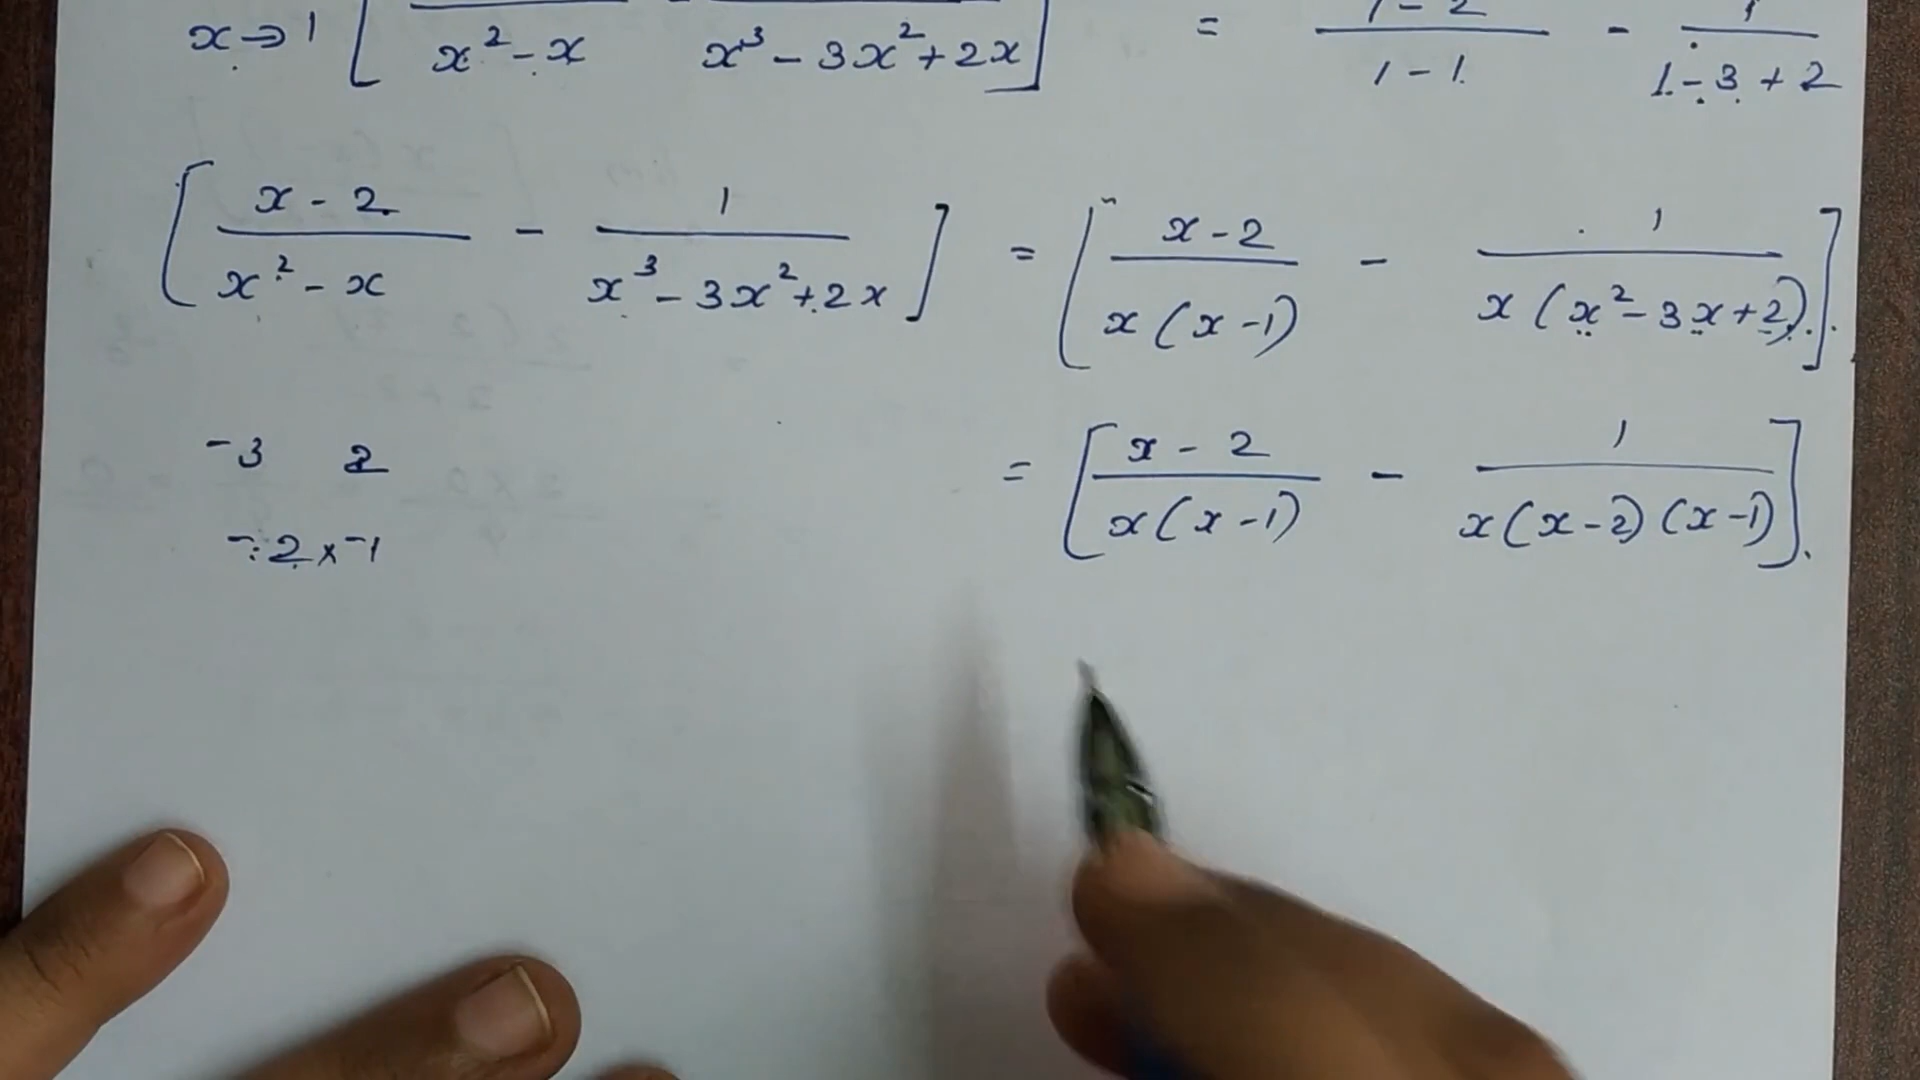 x→1 [ / x² - x - / x³ - 3x² + 2x ] = 1 - 2 / 1 - 1 - 1 / 1 - 3 + 2
[ x - 2 / x² - x - 1 / x³ - 3x² + 2x ] = [ x - 2 / x(x - 1) - 1 / x(x² - 3x + 2) ]
-3 2
= [ x - 2 / x(x - 1) - 1 / x(x - 2)(x - 1) ]
-2 × -1